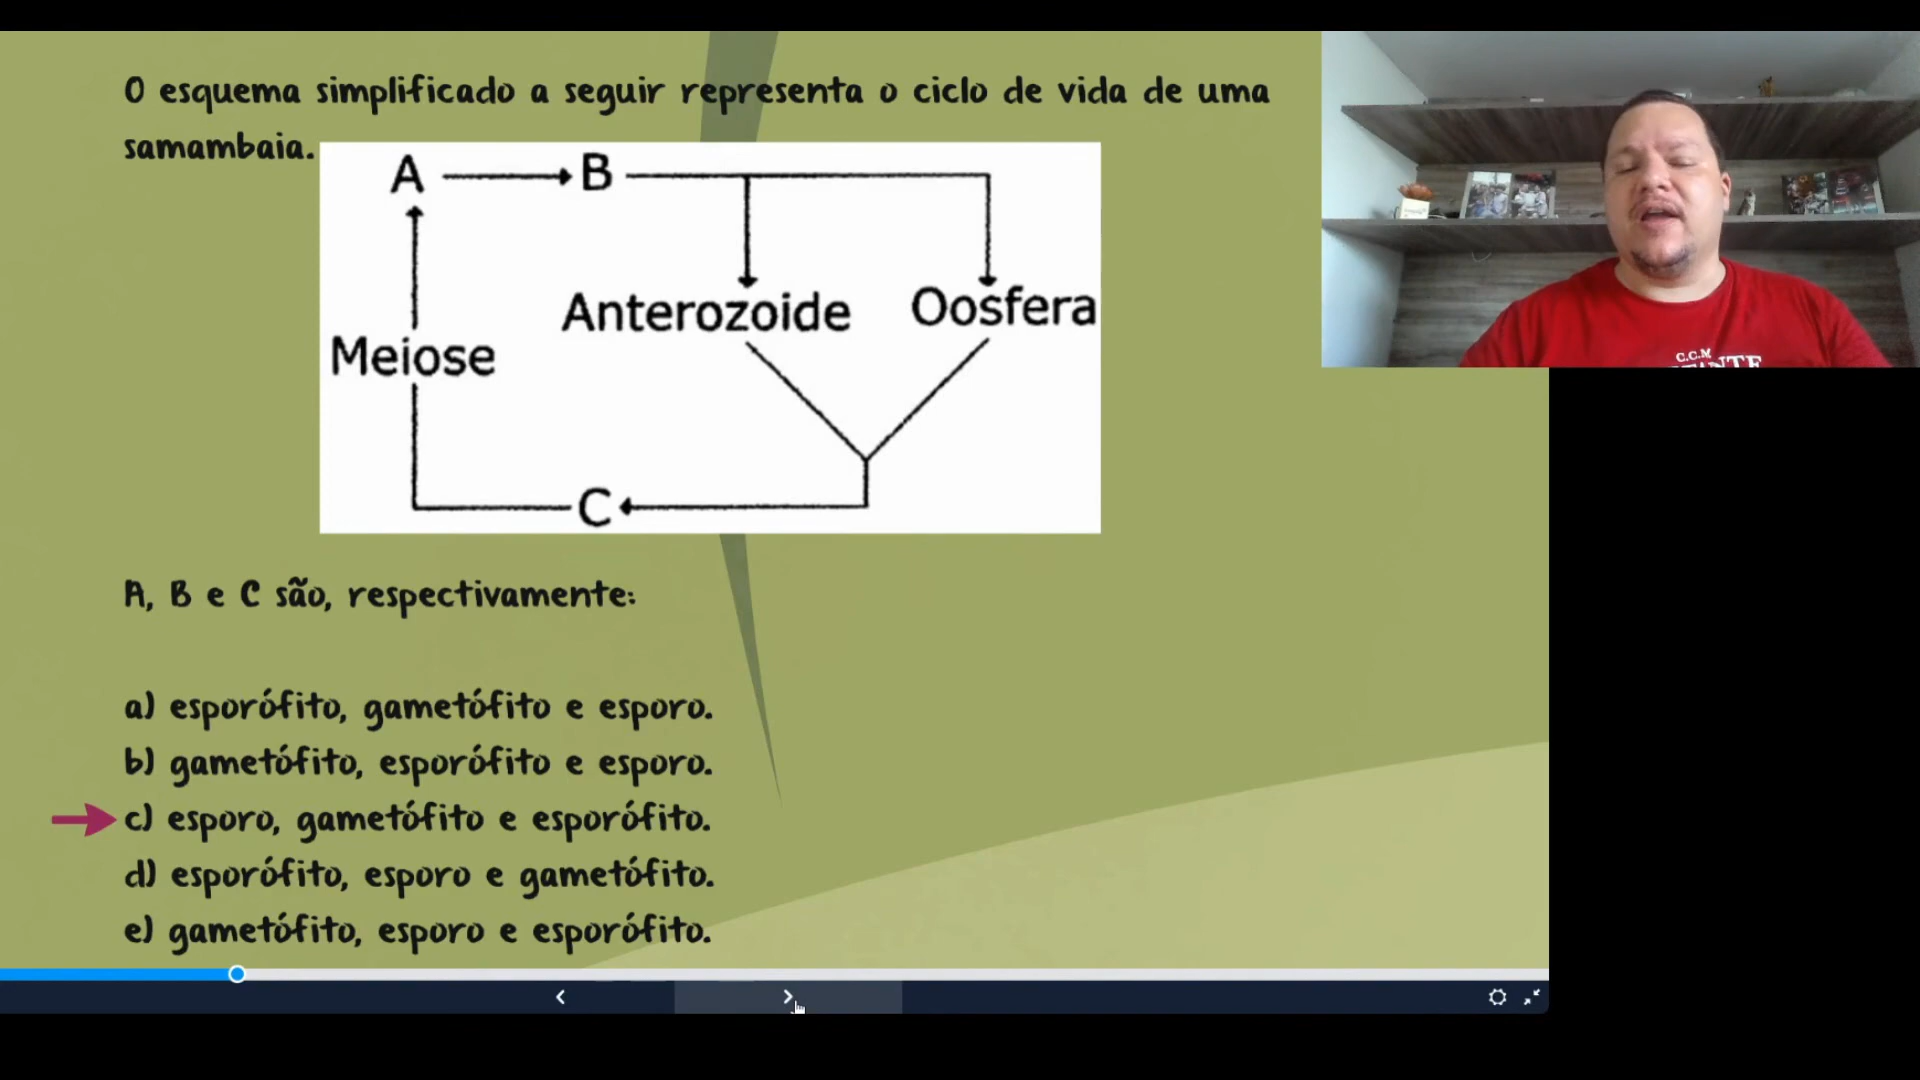 O esquema simplificado a seguir representa o ciclo de vida de uma
samambaia.
A B
Anterozoide Oosfera
Meiose
C
C.C.M
A, B e C são, respectivamente:
a) esporófito, gametófito e esporo.
b) gametófito, esporófito e esporo.
c) esporo, gametófito e esporófito.
d) esporófito, esporo e gametófito.
e) gametófito, esporo e esporófito.